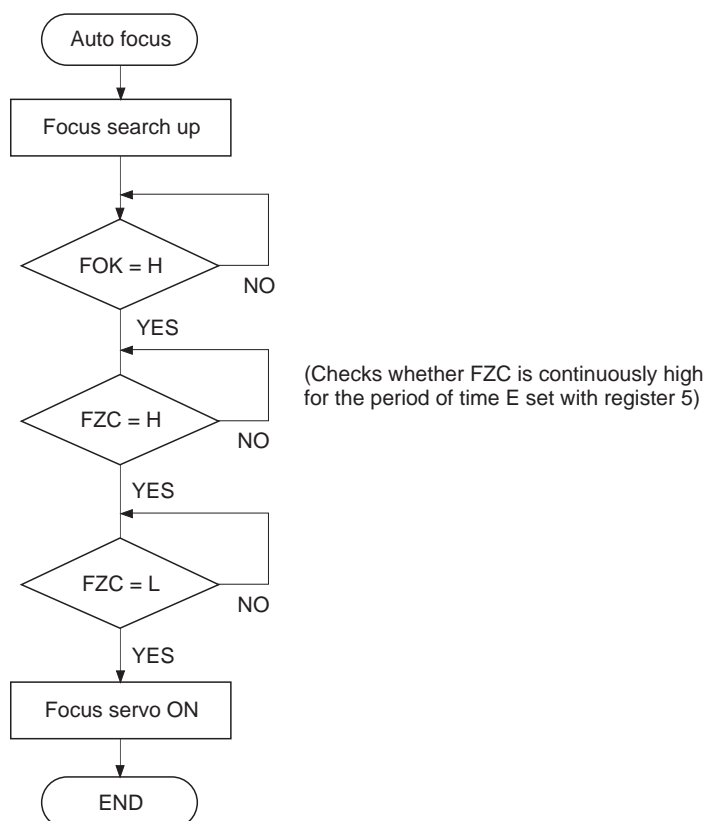 Auto focus
Focus search up
FOK = H
NO
YES
FZC = H
NO
(Checks whether FZC is continuously high
for the period of time E set with register 5)
YES
FZC = L
NO
YES
Focus servo ON
END